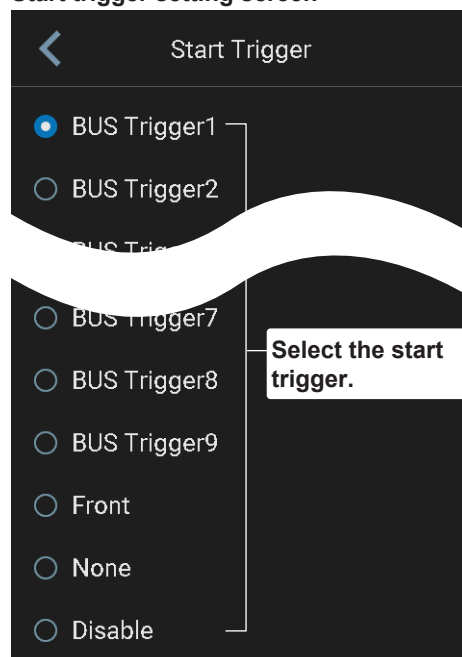 Start trigger setting screen
Start Trigger
BUS Trigger1
BUS Trigger2
BUS Trigger7
BUS Trigger8
BUS Trigger9
Front
None
Disable
Select the start
trigger.